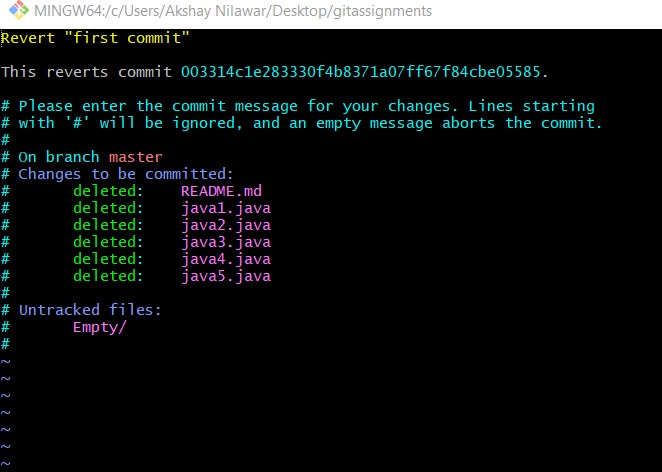 MINGW64:/c/Users/Akshay Nilawar/Desktop/gitassignments
Revert "first commit"
This reverts commit 003314c1e283330f4b8371a07ff67f84cbe05585.
# Please enter the commit message for your changes. Lines starting
# with '#' will be ignored, and an empty message aborts the commit.
#
# On branch master
# Changes to be committed:
#       deleted:    README.md
#       deleted:    java1.java
#       deleted:    java2.java
#       deleted:    java3.java
#       deleted:    java4.java
#       deleted:    java5.java
#
# Untracked files:
#       Empty/
#
~
~
~
~
~
~
~